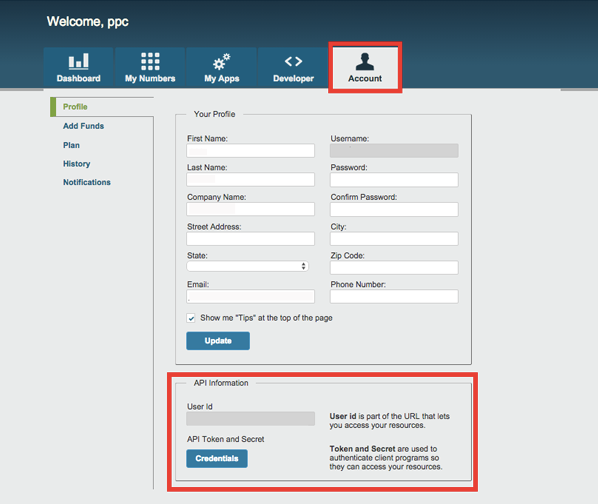 Welcome, ppc
Dashboard
My Numbers
My Apps
Developer
Account
Profile
Add Funds
Plan
History
Notifications
Your Profile
First Name:
Username:
Last Name:
Password:
Company Name:
Confirm Password:
Street Address:
City:
State:
Zip Code:
Email:
Phone Number:
Show me "Tips" at the top of the page
Update
API Information
User Id
User id is part of the URL that lets
you access your resources.
API Token and Secret
Credentials
Token and Secret are used to
authenticate client programs so
they can access your resources.